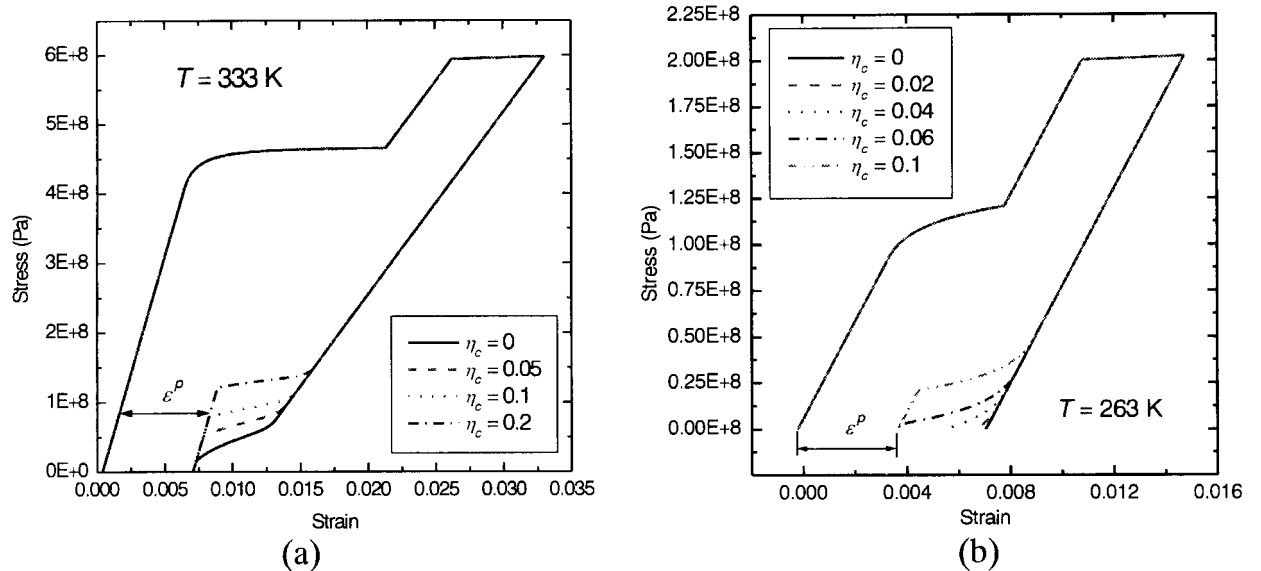 6E+8
5E+8
4E+8
3E+8
2E+8
1E+8
0E+0
Stress (Pa)
T = 333 K
ε^p
η_c = 0
η_c = 0.05
η_c = 0.1
η_c = 0.2
0.000 0.005 0.010 0.015 0.020 0.025 0.030 0.035
Strain
(a)
2.25E+8
2.00E+8
1.75E+8
1.50E+8
1.25E+8
1.00E+8
0.75E+8
0.50E+8
0.25E+8
0.00E+8
Stress (Pa)
η_c = 0
η_c = 0.02
η_c = 0.04
η_c = 0.06
η_c = 0.1
T = 263 K
ε^p
0.000 0.004 0.008 0.012 0.016
Strain
(b)